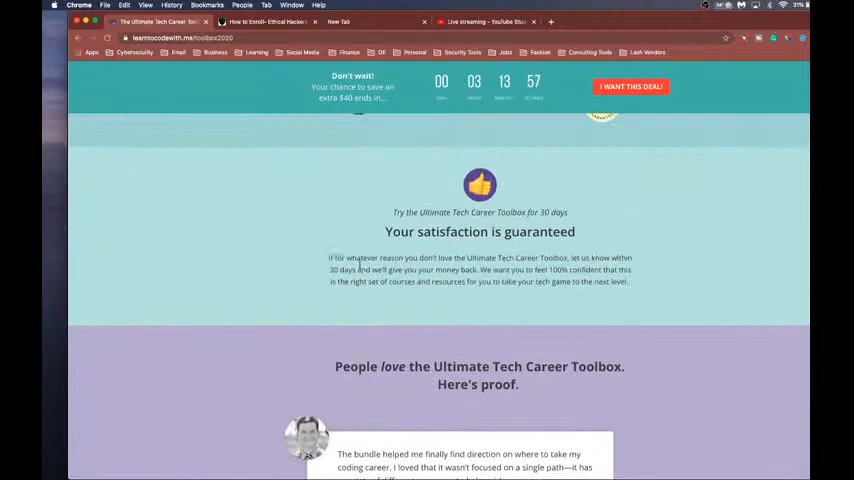 Chrome File Edit View History Bookmarks People Tab Window Help
31%
The Ultimate Tech Career Tool
How to Enroll– Ethical Hackers
New Tab
Live streaming - YouTube Stu
learntocodewith.me/toolbox2020
Apps Cybersecurity Email Business Learning Social Media Finance DE Personal Security Tools Jobs Fashion Consulting Tools Lash Vendors
Don't wait!
Your chance to save an
extra $40 ends in...
00 03 13 57
I WANT THIS DEAL!
Try the Ultimate Tech Career Toolbox for 30 days
Your satisfaction is guaranteed
If for whatever reason you don't love the Ultimate Tech Career Toolbox, let us know within
30 days and we'll give you your money back. We want you to feel 100% confident that this
is the right set of courses and resources for you to take your tech game to the next level.
People love the Ultimate Tech Career Toolbox.
Here's proof.
The bundle helped me finally find direction on where to take my
coding career. I loved that it wasn't focused on a single path—it has